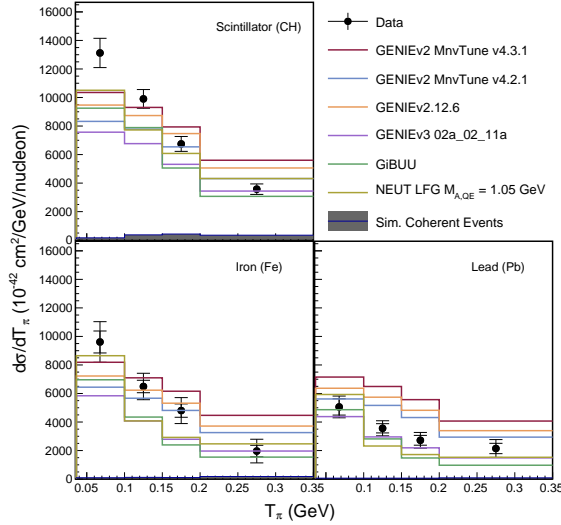 16000
14000
12000
10000
8000
6000
4000
2000
0
Scintillator (CH)
Data
GENIEv2 MnvTune v4.3.1
GENIEv2 MnvTune v4.2.1
GENIEv2.12.6
GENIEv3 02a_02_11a
GiBUU
NEUT LFG M_A,QE = 1.05 GeV
Sim. Coherent Events
dσ/dT_π (10^-42 cm^2/GeV/nucleon)
16000
14000
12000
10000
8000
6000
4000
2000
0
Iron (Fe)
Lead (Pb)
0.05 0.1 0.15 0.2 0.25 0.3 0.35
0.1 0.15 0.2 0.25 0.3 0.35
T_π (GeV)